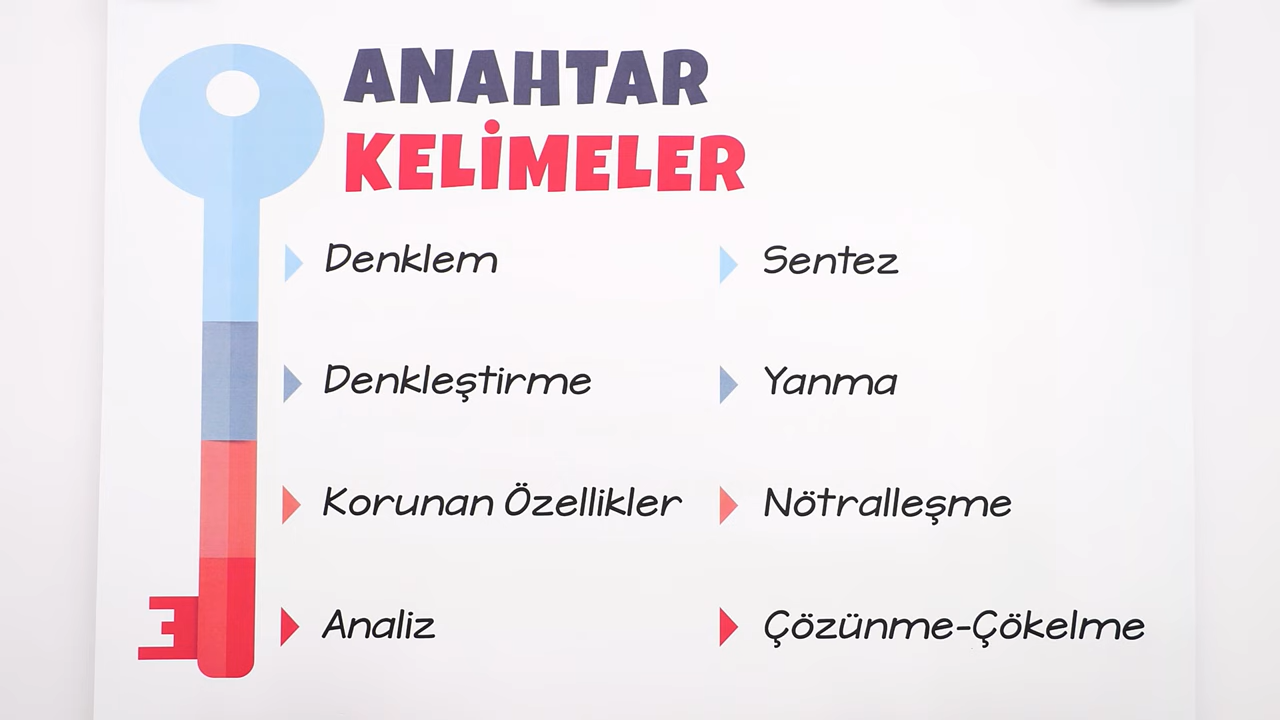 ANAHTAR
KELİMELER
Denklem
Denkleştirme
Korunan Özellikler
Analiz
Sentez
Yanma
Nötralleşme
Çözünme-Çökelme